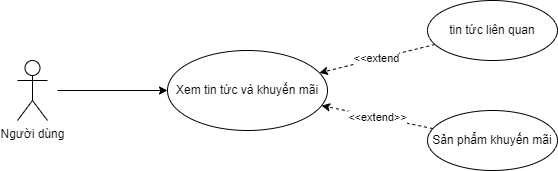 tin tức liên quan
<<extend
Xem tin tức và khuyến mãi
<<extend>>
Người dùng
Sản phẩm khuyến mãi